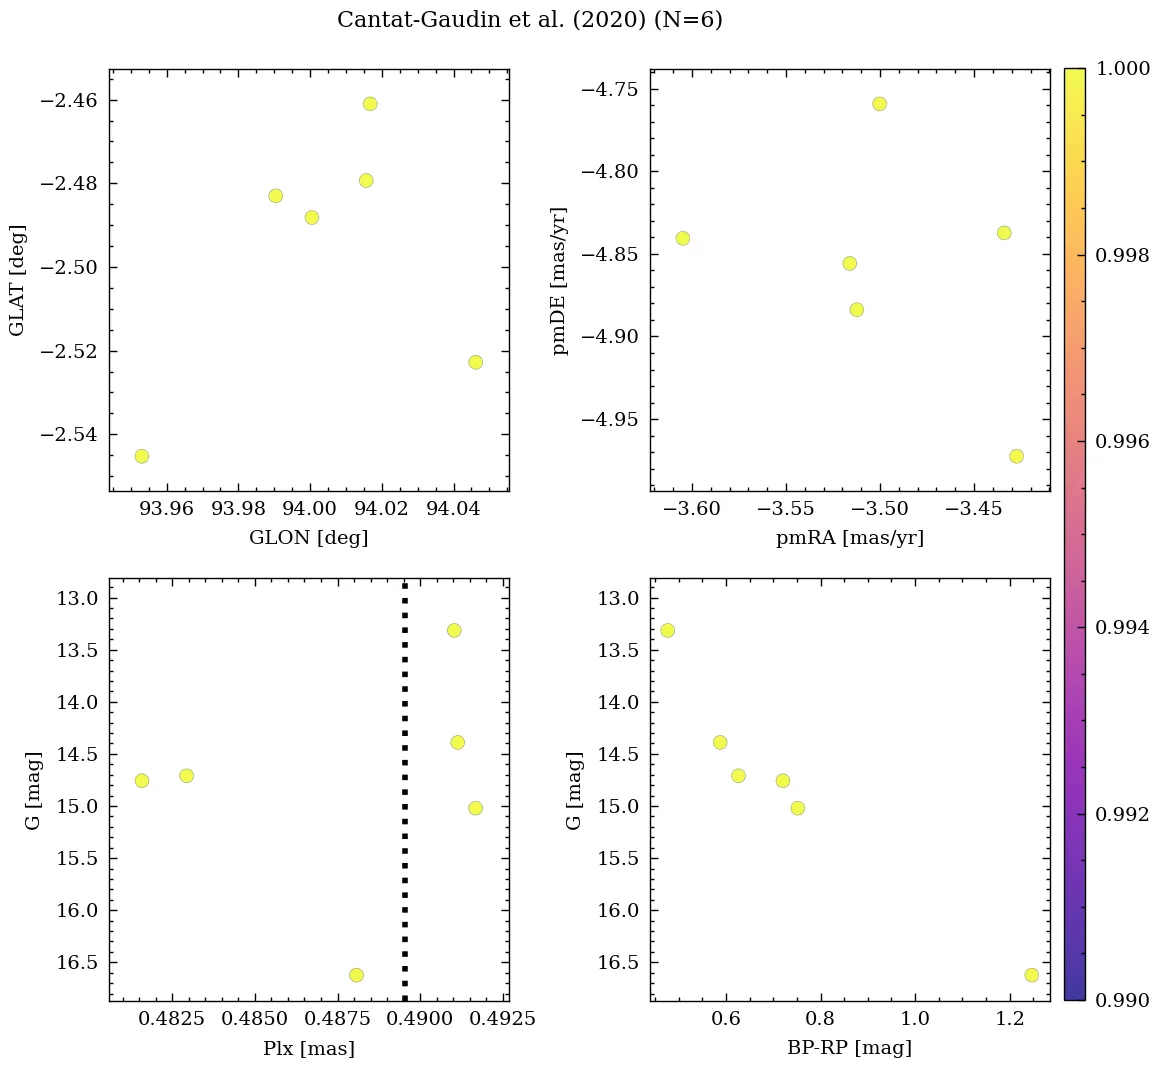 Cantat-Gaudin et al. (2020) (N=6)
−2.46
−2.48
−2.50
−2.52
−2.54
GLAT [deg]
93.96 93.98 94.00 94.02 94.04
GLON [deg]
−4.75
−4.80
−4.85
−4.90
−4.95
pmDE [mas/yr]
−3.60 −3.55 −3.50 −3.45
pmRA [mas/yr]
13.0
13.5
14.0
14.5
15.0
15.5
16.0
16.5
G [mag]
0.4825 0.4850 0.4875 0.4900 0.4925
Plx [mas]
13.0
13.5
14.0
14.5
15.0
15.5
16.0
16.5
G [mag]
0.6 0.8 1.0 1.2
BP-RP [mag]
1.000
0.998
0.996
0.994
0.992
0.990